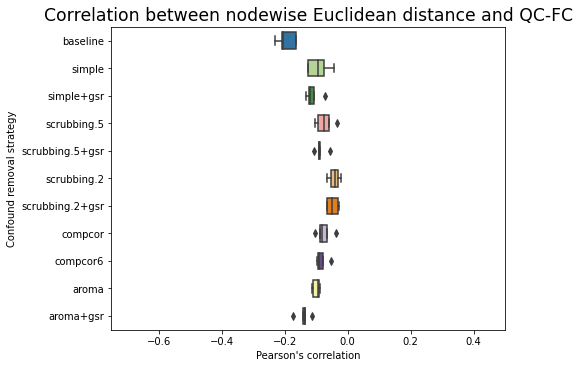 Correlation between nodewise Euclidean distance and QC-FC
baseline
simple
simple+gsr
scrubbing.5
scrubbing.5+gsr
scrubbing.2
scrubbing.2+gsr
compcor
compcor6
aroma
aroma+gsr
Confound removal strategy
−0.6 −0.4 −0.2 0.0 0.2 0.4
Pearson's correlation